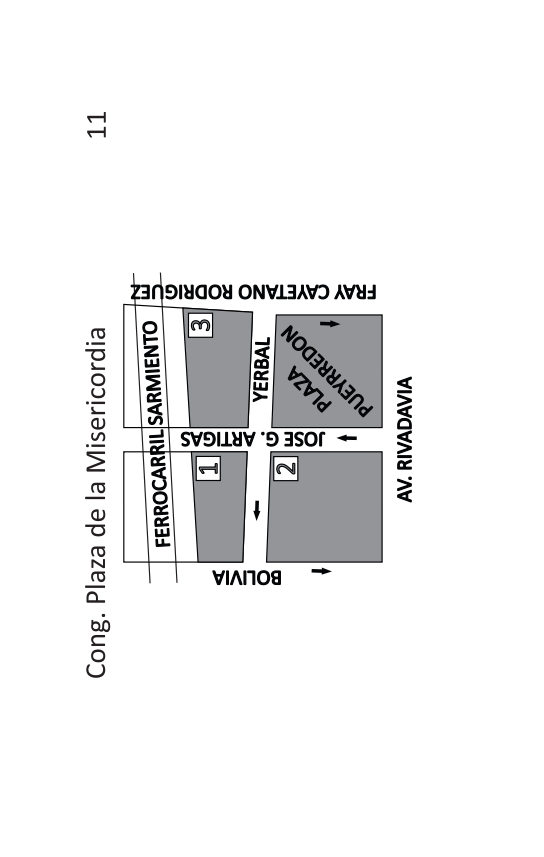 Cong. Plaza de la Misericordia 11
FERROCARRIL SARMIENTO
1
3
BOLIVIA
JOSE G. ARTIGAS
FRAY CAYETANO RODRIGUEZ
YERBAL
2
PLAZA
PUEYRREDON
AV. RIVADAVIA